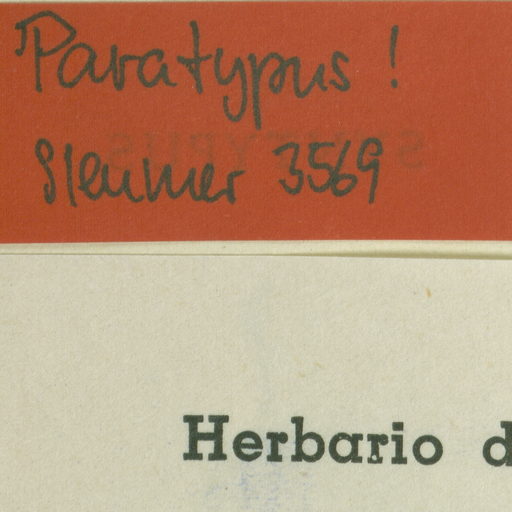 Paratypus !
Sleumer 3569
Herbario d